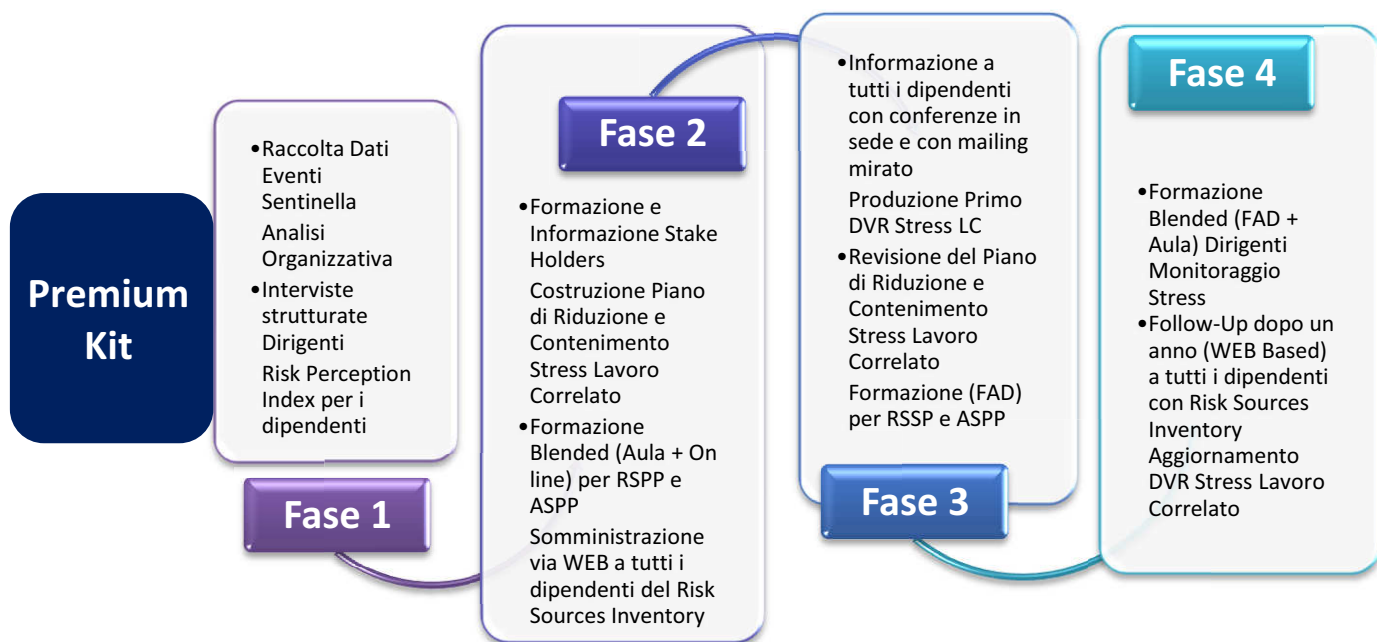 Premium
Kit
•Raccolta Dati
Eventi
Sentinella
Analisi
Organizzativa
•Interviste
strutturate
Dirigenti
Risk Perception
Index per i
dipendenti
Fase 1
Fase 2
•Formazione e
Informazione Stake
Holders
Costruzione Piano
di Riduzione e
Contenimento
Stress Lavoro
Correlato
•Formazione
Blended (Aula + On
line) per RSPP e
ASPP
Somministrazione
via WEB a tutti i
dipendenti del Risk
Sources Inventory
•Informazione a
tutti i dipendenti
con conferenze in
sede e con mailing
mirato
Produzione Primo
DVR Stress LC
•Revisione del Piano
di Riduzione e
Contenimento
Stress Lavoro
Correlato
Formazione (FAD)
per RSSP e ASPP
Fase 3
Fase 4
•Formazione
Blended (FAD +
Aula) Dirigenti
Monitoraggio
Stress
•Follow-Up dopo un
anno (WEB Based)
a tutti i dipendenti
con Risk Sources
Inventory
Aggiornamento
DVR Stress Lavoro
Correlato